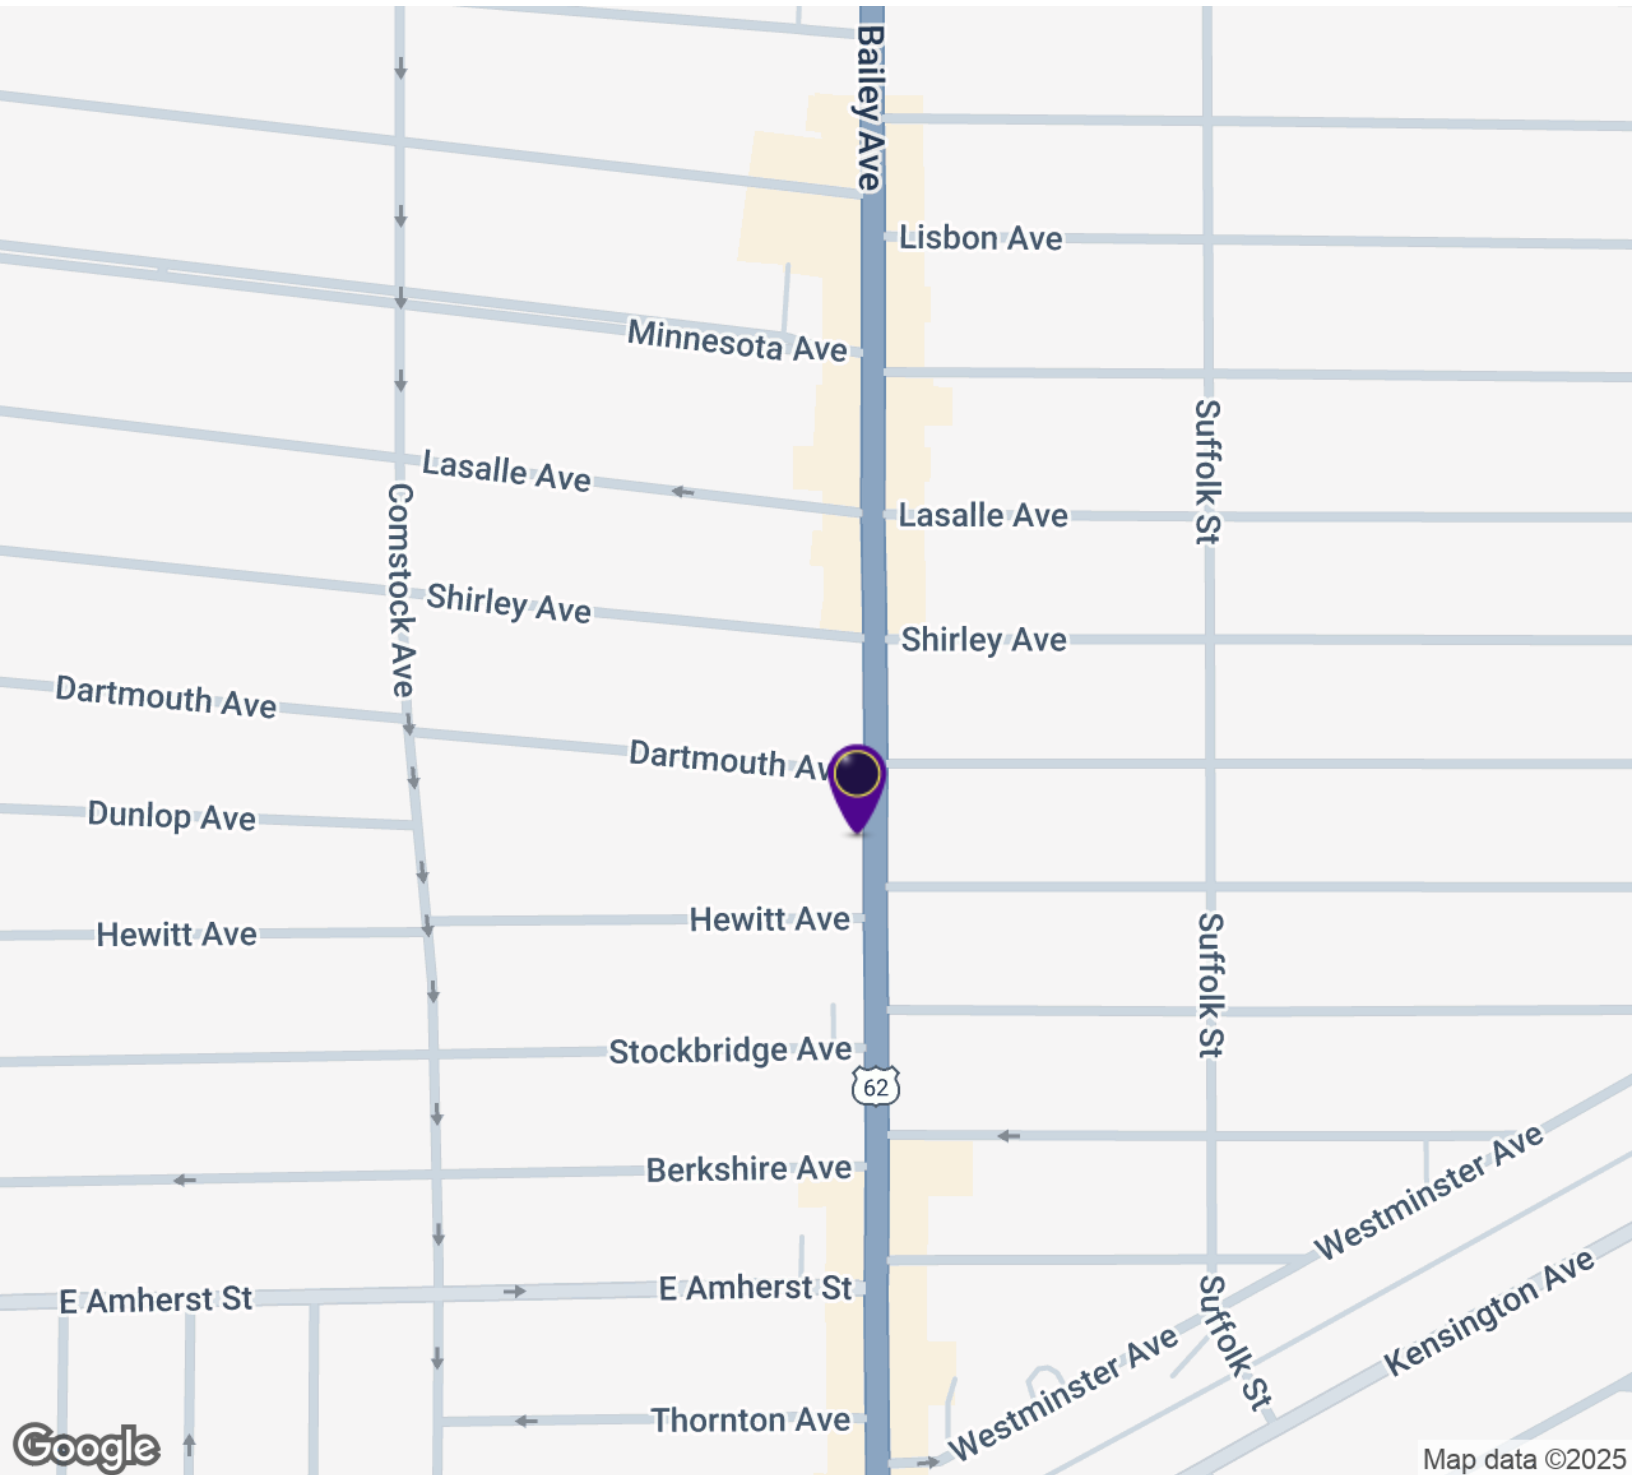 Bailey Ave
Lisbon Ave
Minnesota Ave
Suffolk St
Lasalle Ave
Comstock Ave
Lasalle Ave
Shirley Ave
Shirley Ave
Dartmouth Ave
Dartmouth Av
Dunlop Ave
Hewitt Ave
Hewitt Ave
Suffolk St
Stockbridge Ave
62
Westminster Ave
Berkshire Ave
Kensington Ave
E Amherst St
E Amherst St
Suffolk St
Westminster Ave
Thornton Ave
Google
Map data ©2025